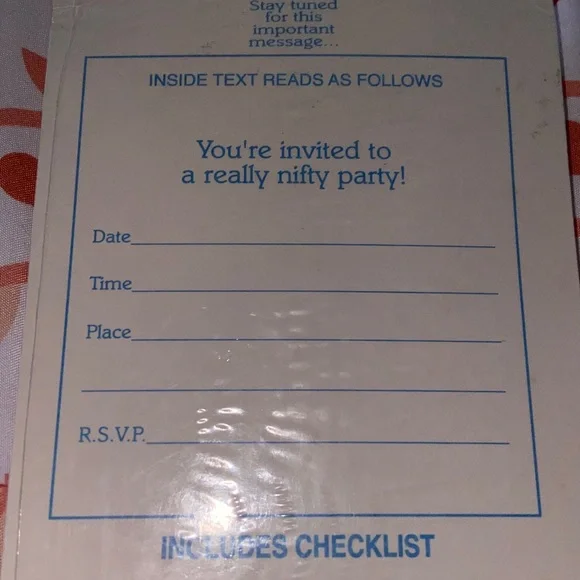 Stay tuned
for this
important
message...
INSIDE TEXT READS AS FOLLOWS
You're invited to
a really nifty party!
Date
Time
Place
R.S.V.P.
INCLUDES CHECKLIST